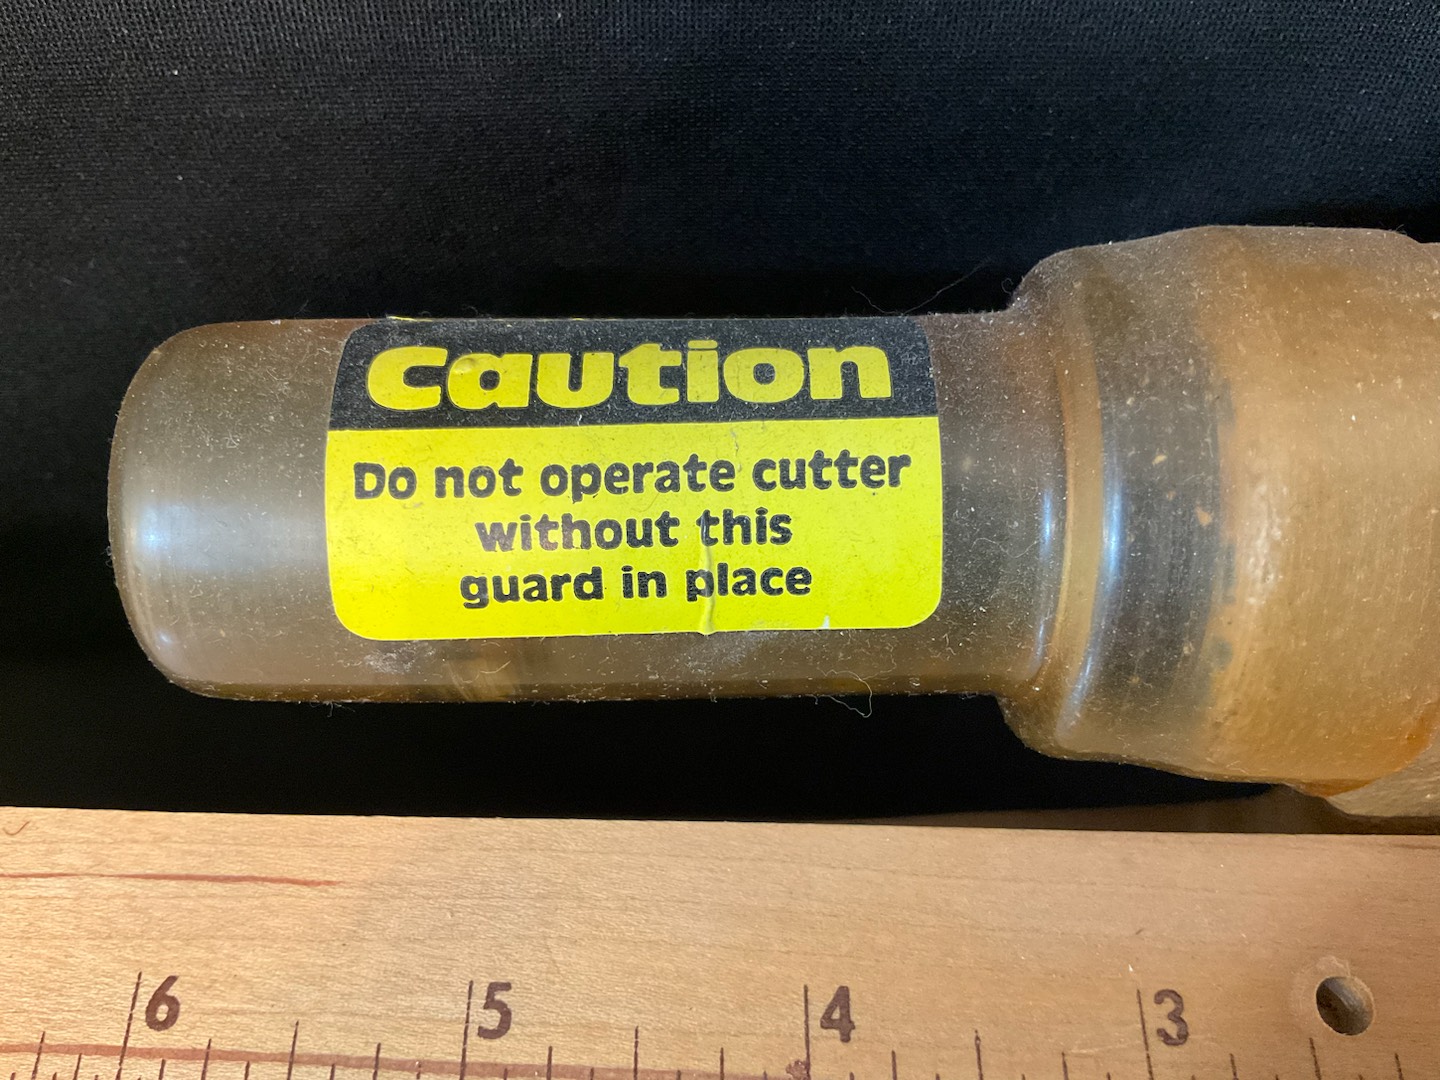 Caution
Do not operate cutter
without this
guard in place
6 5 4 3